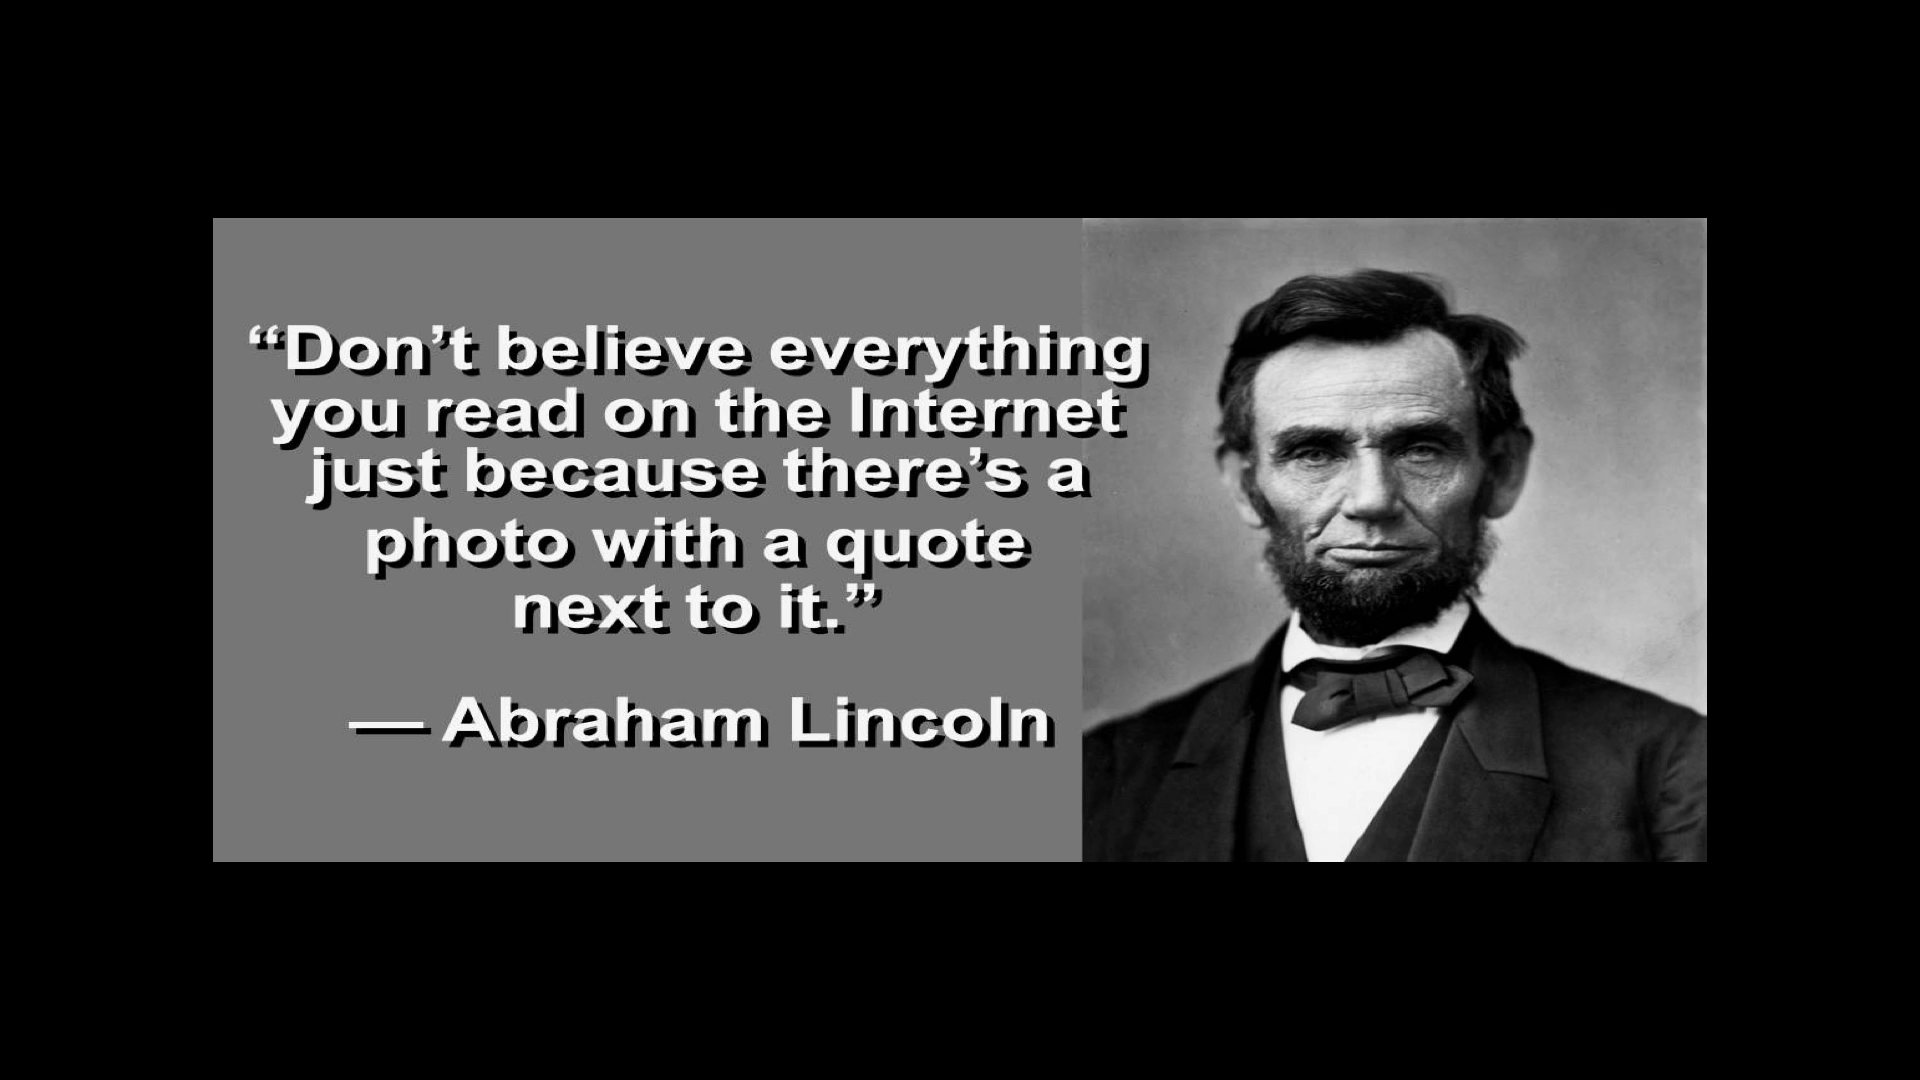 “Don’t believe everything
you read on the Internet
just because there’s a
photo with a quote
next to it.”
— Abraham Lincoln